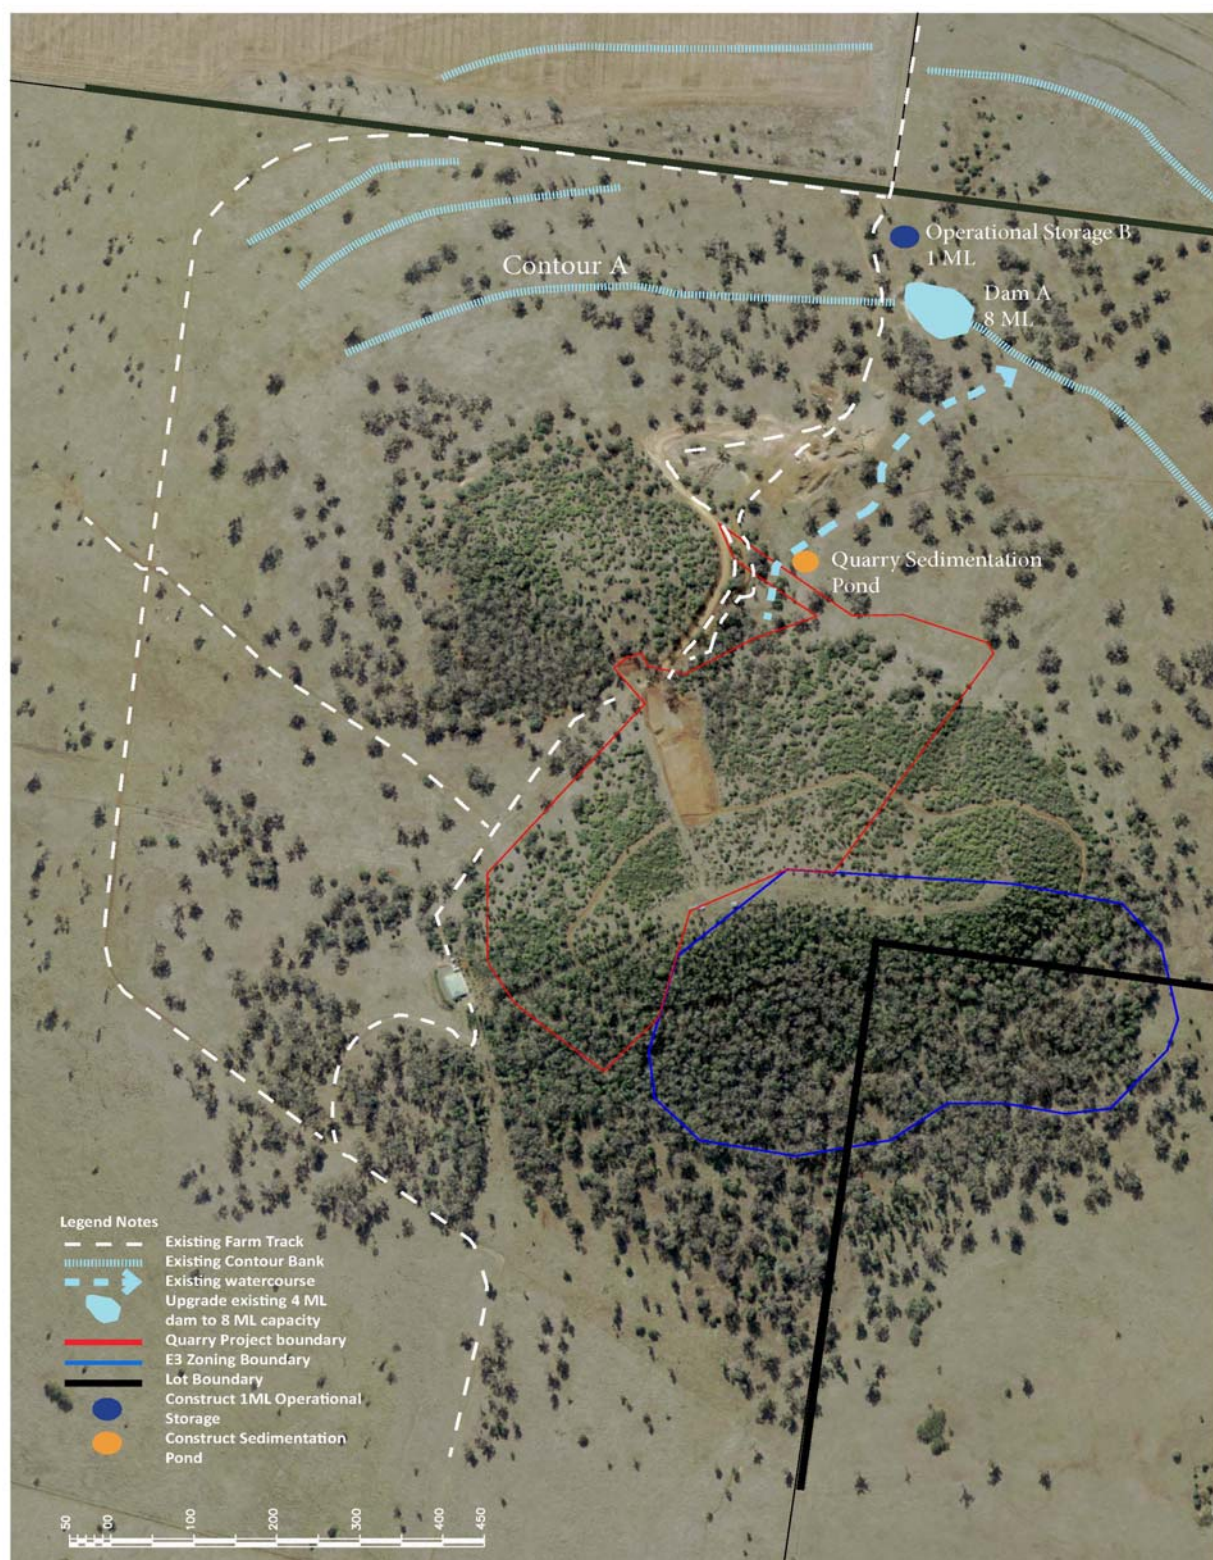 Operational Storage B
1 ML
Contour A
Dam A
8 ML
Quarry Sedimentation
Pond
Legend Notes
Existing Farm Track
Existing Contour Bank
Existing watercourse
Upgrade existing 4 ML
dam to 8 ML capacity
Quarry Project boundary
E3 Zoning Boundary
Lot Boundary
Construct 1ML Operational
Storage
Construct Sedimentation
Pond
50 00 100 200 300 400 450